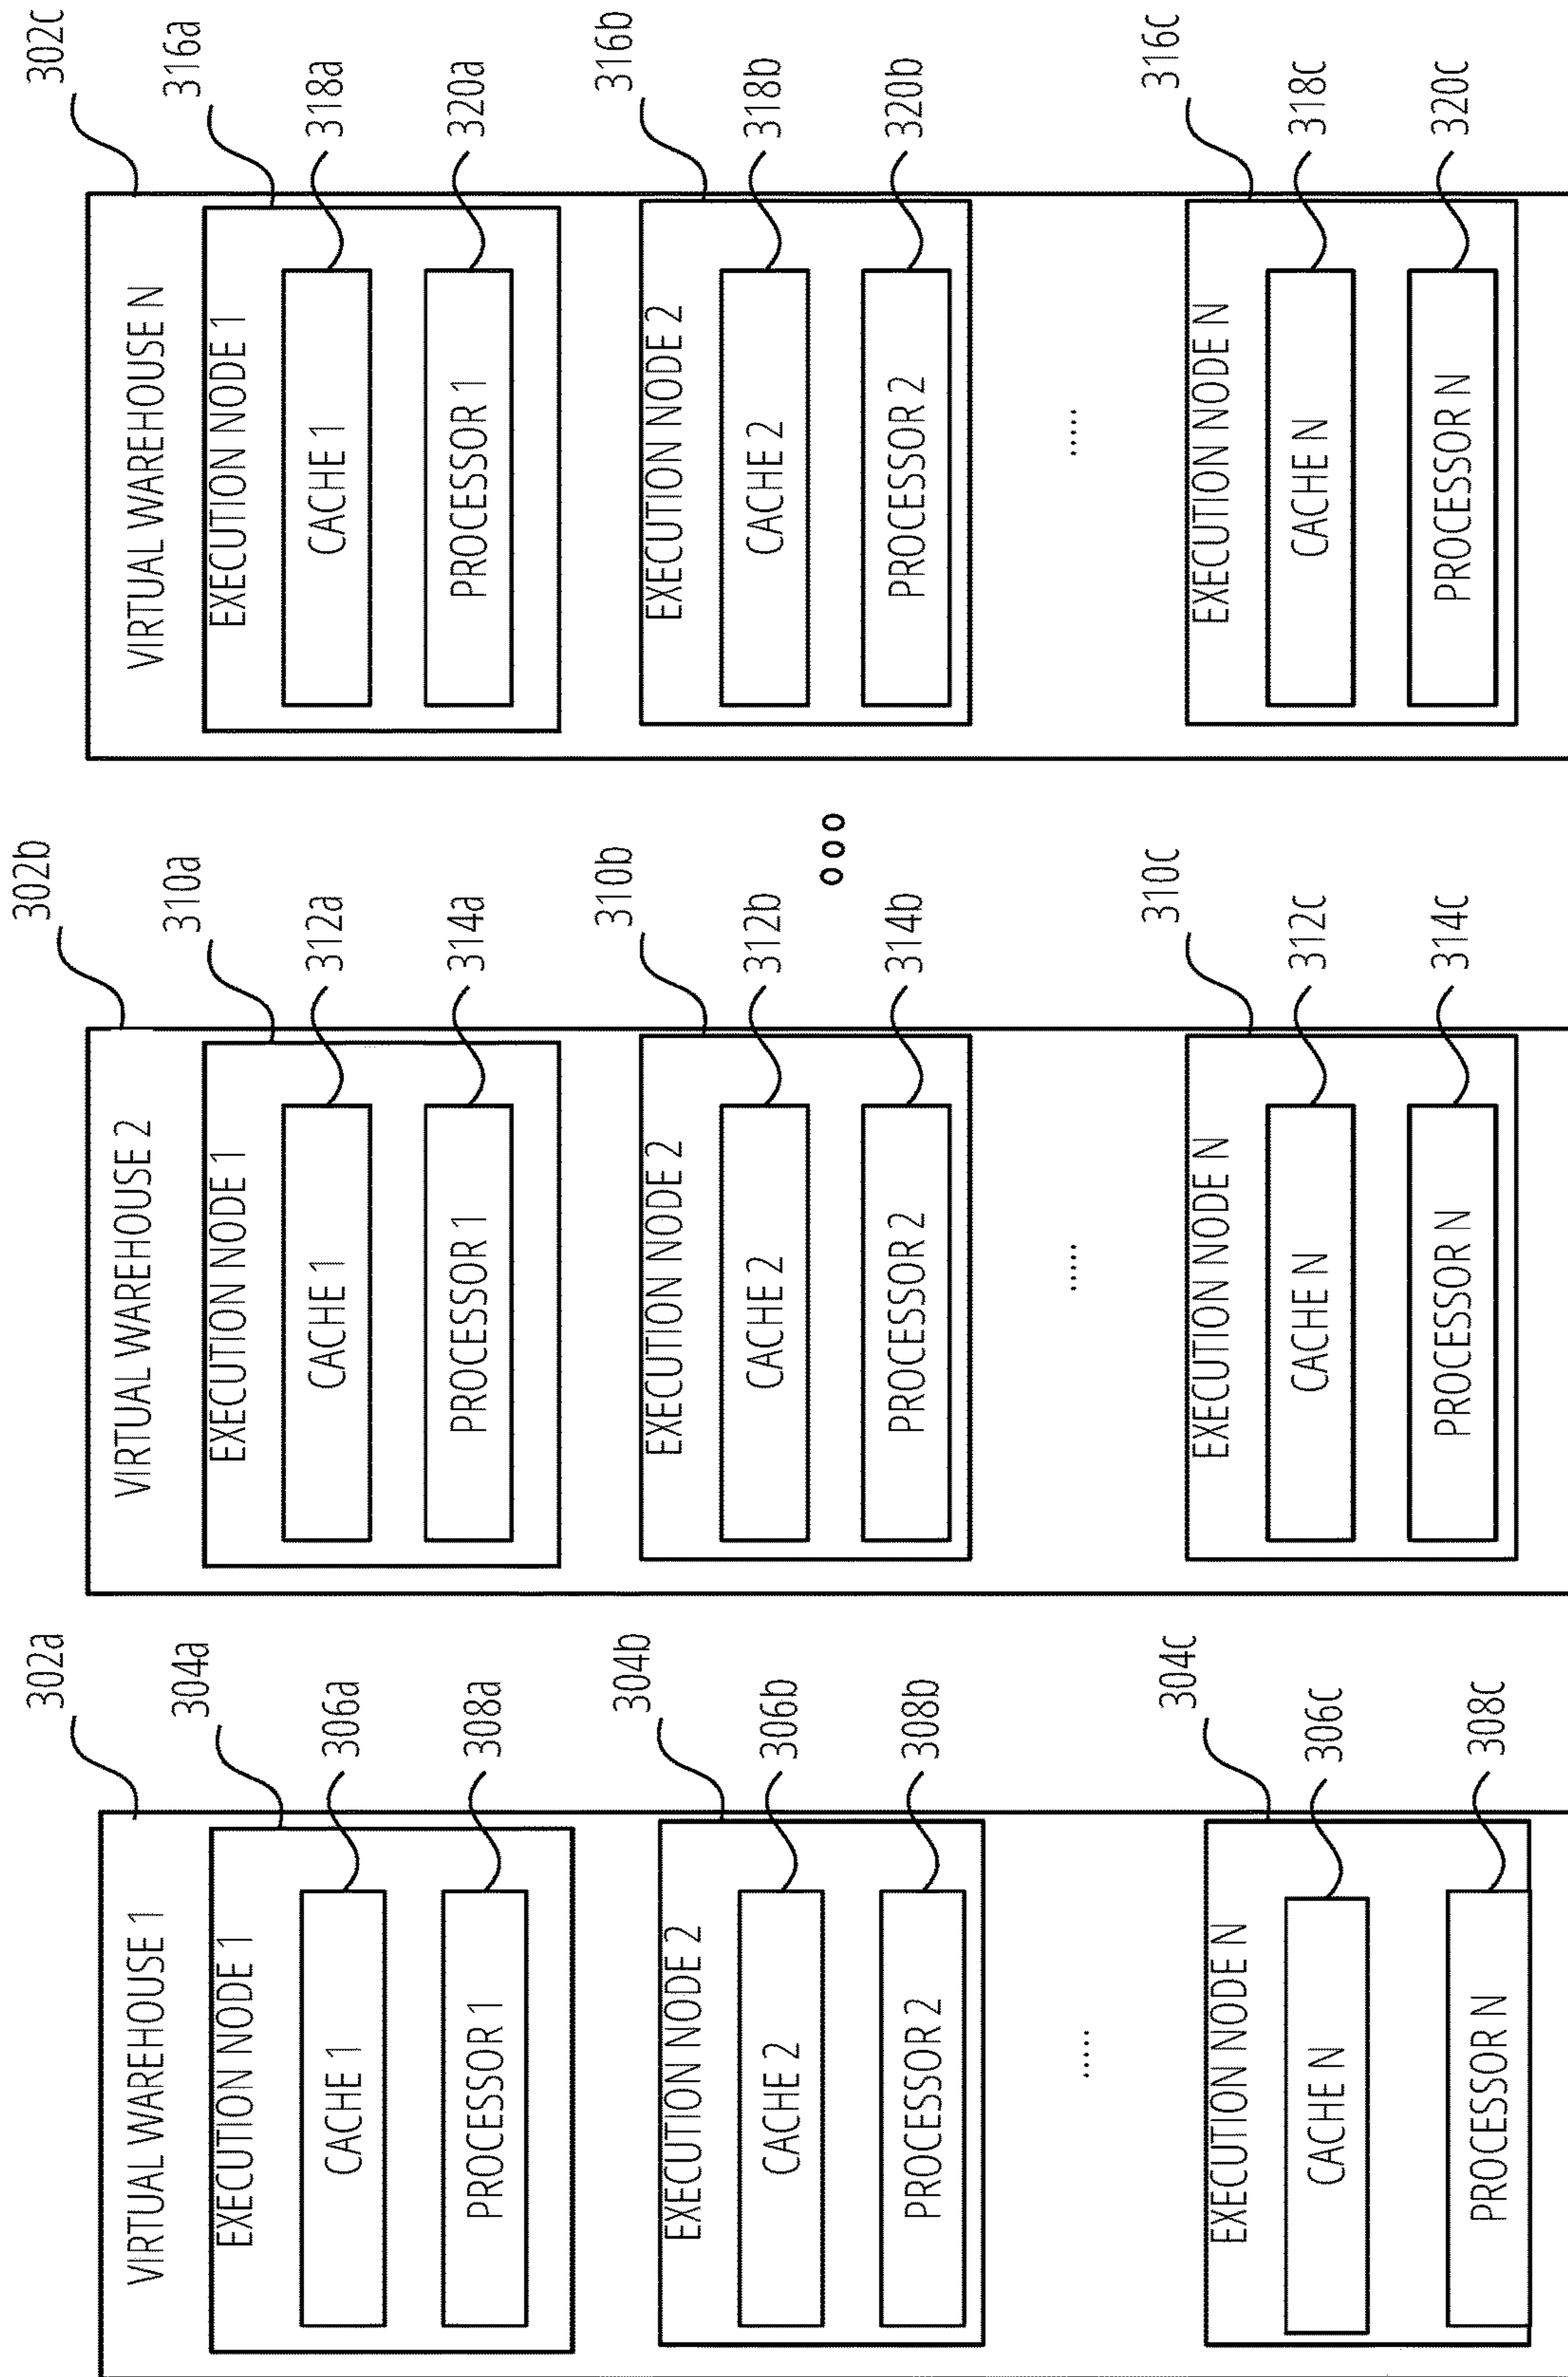 VIRTUAL WAREHOUSE 1
302a
EXECUTION NODE 1
304a
CACHE 1
306a
PROCESSOR 1
308a
EXECUTION NODE 2
304b
CACHE 2
306b
PROCESSOR 2
308b
.....
EXECUTION NODE N
304c
CACHE N
306c
PROCESSOR N
308c
VIRTUAL WAREHOUSE 2
302b
EXECUTION NODE 1
310a
CACHE 1
312a
PROCESSOR 1
314a
EXECUTION NODE 2
310b
CACHE 2
312b
PROCESSOR 2
314b
.....
EXECUTION NODE N
310c
CACHE N
312c
PROCESSOR N
314c
VIRTUAL WAREHOUSE N
302c
EXECUTION NODE 1
316a
CACHE 1
318a
PROCESSOR 1
320a
EXECUTION NODE 2
316b
CACHE 2
318b
PROCESSOR 2
320b
.....
EXECUTION NODE N
316c
CACHE N
318c
PROCESSOR N
320c